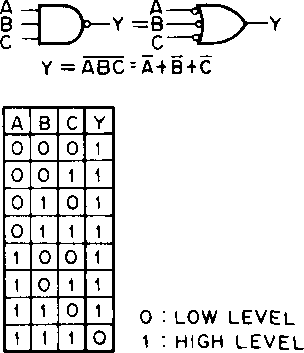 A
B
C
Y
=
A
B
C
Y
Y = \overline{ABC} = \overline{A}+\overline{B}+\overline{C}
A B C Y
0 0 0 1
0 0 1 1
0 1 0 1
0 1 1 1
1 0 0 1
1 0 1 1
1 1 0 1
1 1 1 0
0 : LOW LEVEL
1 : HIGH LEVEL